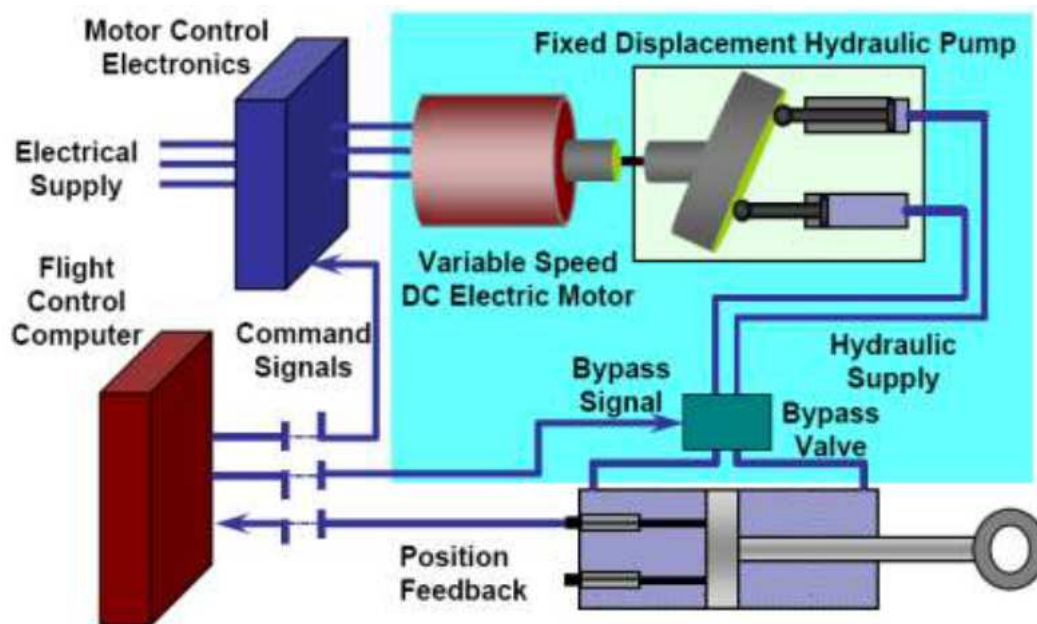 Motor Control
Electronics
Fixed Displacement Hydraulic Pump
Electrical
Supply
Variable Speed
DC Electric Motor
Flight
Control
Computer
Command
Signals
Hydraulic
Supply
Bypass
Signal
Bypass
Valve
Position
Feedback